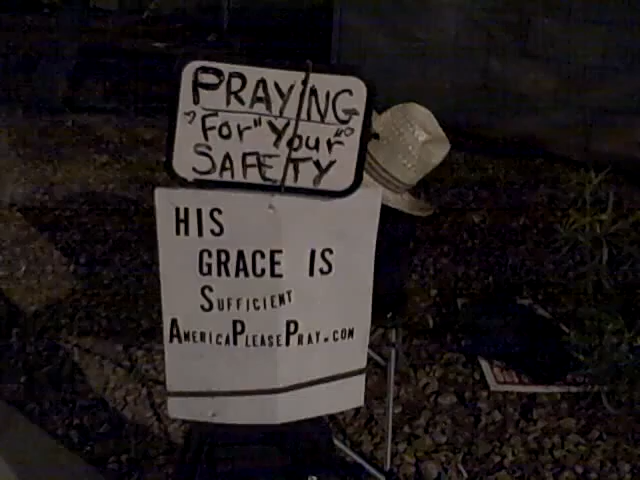 PRAYING
"For" "Your"
SAFETY
HIS
GRACE IS
SUFFICIENT
AMERICAPLEASEPRAY.COM